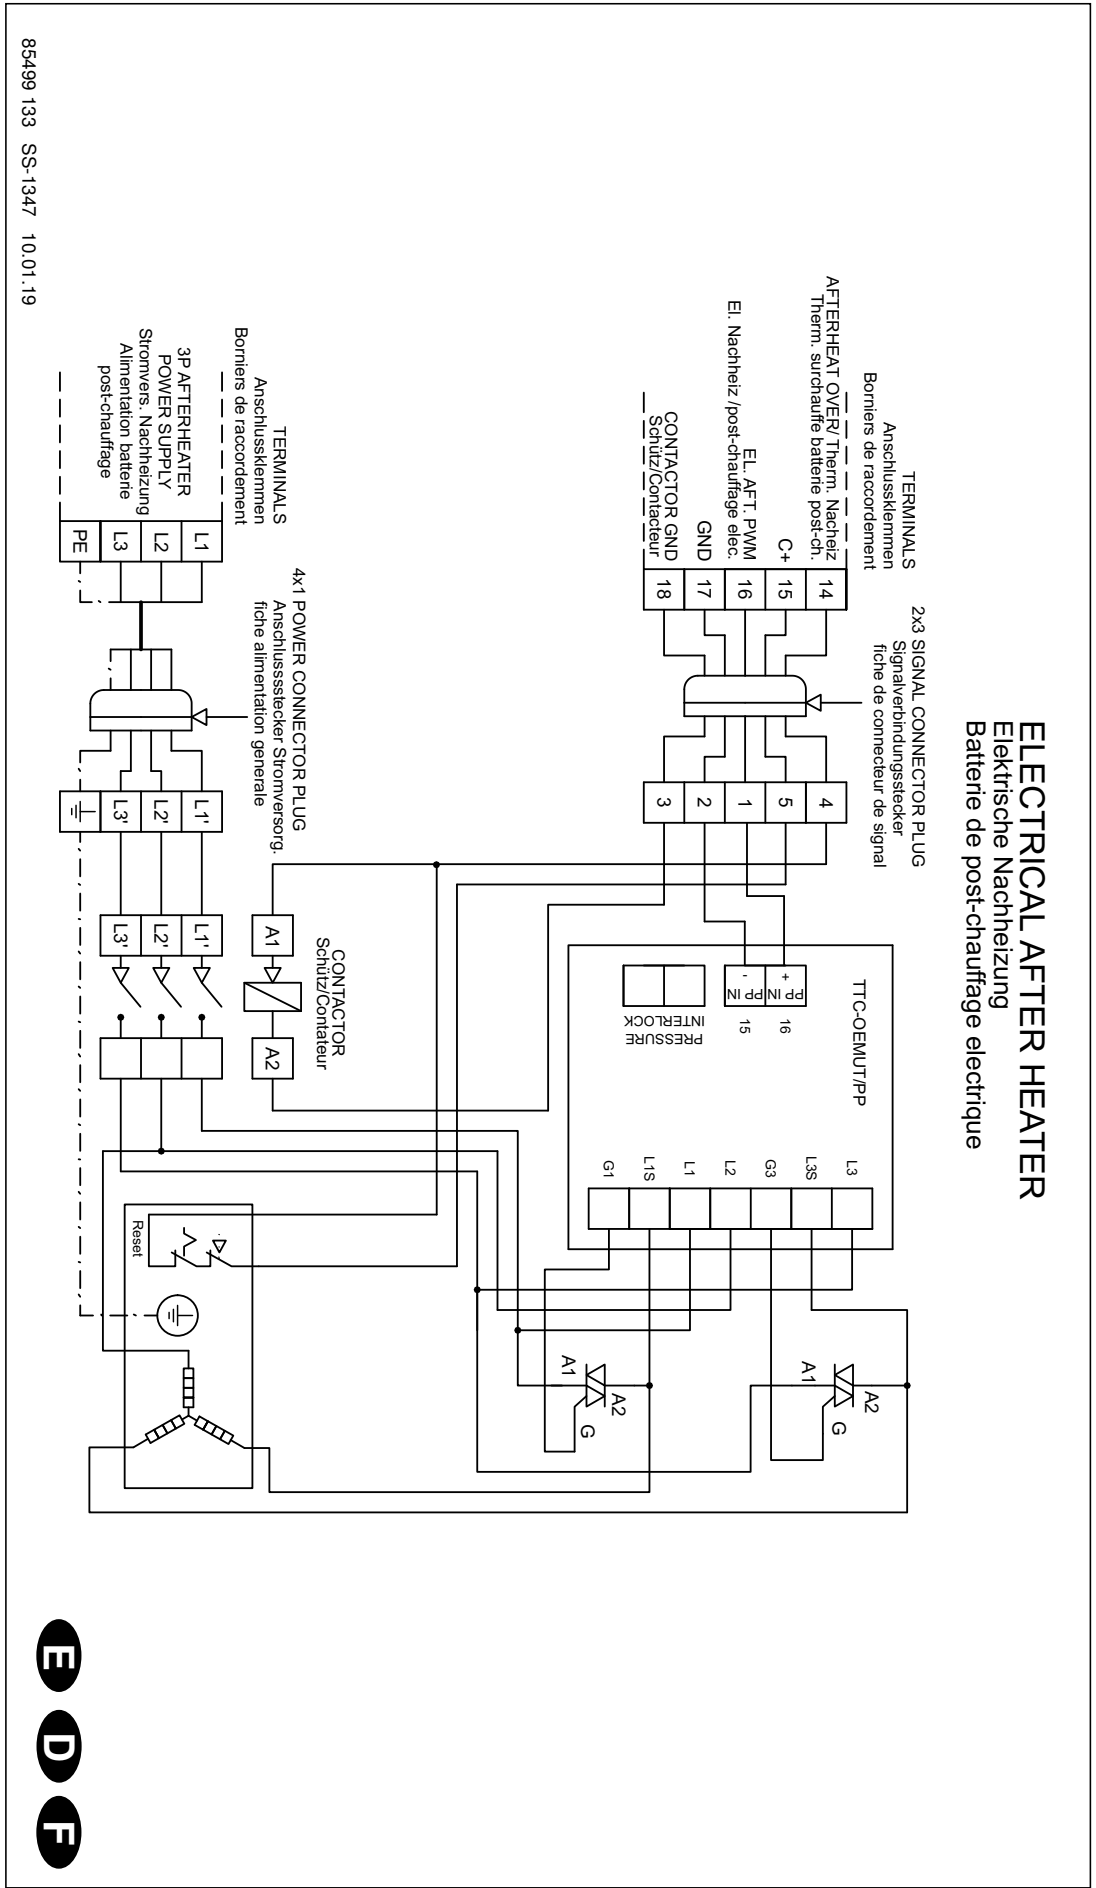 ELECTRICAL AFTER HEATER
Elektrische Nachheizung
Batterie de post-chauffage electrique
TERMINALS
Anschlussklemmen
Borniers de raccordement
AFTERHEAT OVER/ Therm. Nacheiz
Therm. surchauffe batterie post-ch.
C+
EL. AFT. PWM
El. Nachheiz /post-chauffage elec.
GND
CONTACTOR GND
Schütz/Contacteur
14
15
16
17
18
2x3 SIGNAL CONNECTOR PLUG
Signalverbindungsstecker
fiche de connecteur de signal
4
5
1
2
3
TTC-OEMUT/PP
+
PP IN
16
-
PP IN
15
PRESSURE
INTERLOCK
L3
L3S
G3
L2
L1
L1S
G1
A1
A2
G
A1
A2
G
TERMINALS
Anschlussklemmen
Borniers de raccordement
3P AFTERHEATER
POWER SUPPLY
Stromvers. Nachheizung
Alimentation batterie
post-chauffage
L1
L2
L3
PE
4x1 POWER CONNECTOR PLUG
Anschlussstecker Stromversorg.
fiche alimentation generale
L1'
L2'
L3'
A1
A2
CONTACTOR
Schütz/Contateur
L1'
L2'
L3'
Reset
85499 133 SS-1347 10.01.19
E D F